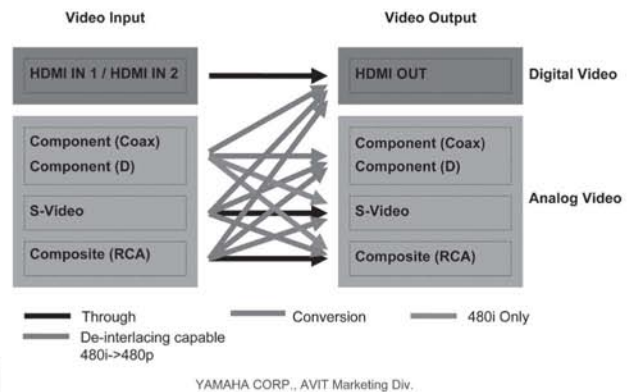 Video Input
Video Output
HDMI IN 1 / HDMI IN 2
HDMI OUT
Digital Video
Component (Coax)
Component (D)
S-Video
Composite (RCA)
Component (Coax)
Component (D)
S-Video
Composite (RCA)
Analog Video
Through
Conversion
480i Only
De-interlacing capable
480i->480p
YAMAHA CORP., AVIT Marketing Div.